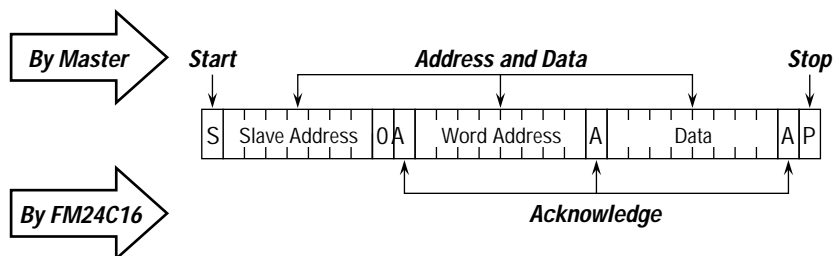 By Master
Start
Address and Data
Stop
S Slave Address 0 A Word Address A Data A P
By FM24C16
Acknowledge